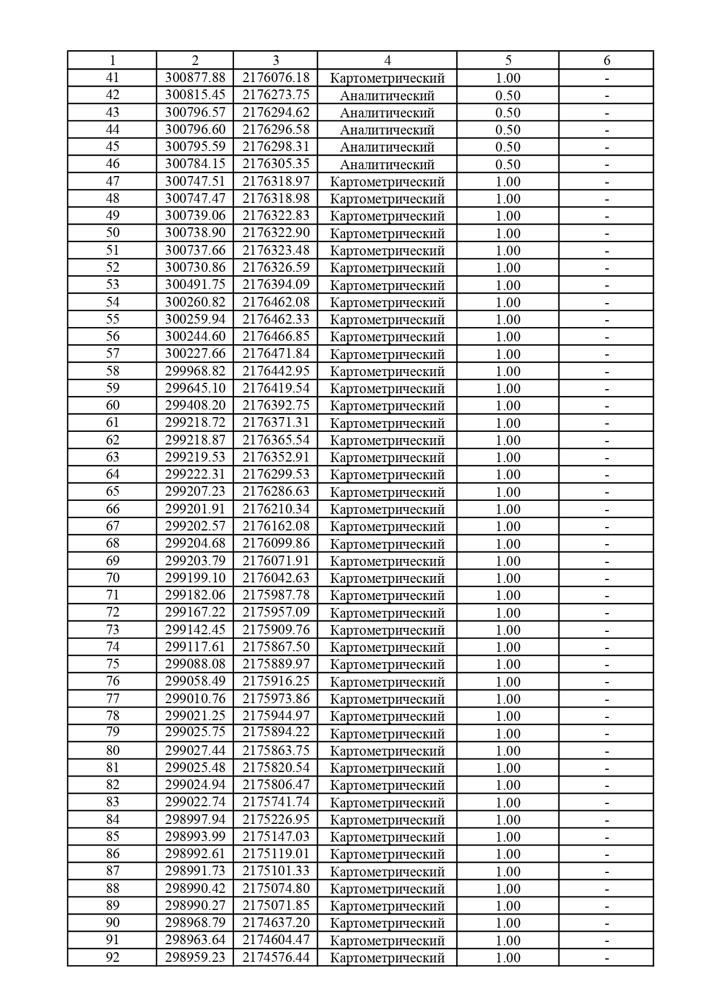 1 2 3 4 5 6
41 300877.88 2176076.18 Картометрический 1.00 -
42 300815.45 2176273.75 Аналитический 0.50 -
43 300796.57 2176294.62 Аналитический 0.50 -
44 300796.60 2176296.58 Аналитический 0.50 -
45 300795.59 2176298.31 Аналитический 0.50 -
46 300784.15 2176305.35 Аналитический 0.50 -
47 300747.51 2176318.97 Картометрический 1.00 -
48 300747.47 2176318.98 Картометрический 1.00 -
49 300739.06 2176322.83 Картометрический 1.00 -
50 300738.90 2176322.90 Картометрический 1.00 -
51 300737.66 2176323.48 Картометрический 1.00 -
52 300730.86 2176326.59 Картометрический 1.00 -
53 300491.75 2176394.09 Картометрический 1.00 -
54 300260.82 2176462.08 Картометрический 1.00 -
55 300259.94 2176462.33 Картометрический 1.00 -
56 300244.60 2176466.85 Картометрический 1.00 -
57 300227.66 2176471.84 Картометрический 1.00 -
58 299968.82 2176442.95 Картометрический 1.00 -
59 299645.10 2176419.54 Картометрический 1.00 -
60 299408.20 2176392.75 Картометрический 1.00 -
61 299218.72 2176371.31 Картометрический 1.00 -
62 299218.87 2176365.54 Картометрический 1.00 -
63 299219.53 2176352.91 Картометрический 1.00 -
64 299222.31 2176299.53 Картометрический 1.00 -
65 299207.23 2176286.63 Картометрический 1.00 -
66 299201.91 2176210.34 Картометрический 1.00 -
67 299202.57 2176162.08 Картометрический 1.00 -
68 299204.68 2176099.86 Картометрический 1.00 -
69 299203.79 2176071.91 Картометрический 1.00 -
70 299199.10 2176042.63 Картометрический 1.00 -
71 299182.06 2175987.78 Картометрический 1.00 -
72 299167.22 2175957.09 Картометрический 1.00 -
73 299142.45 2175909.76 Картометрический 1.00 -
74 299117.61 2175867.50 Картометрический 1.00 -
75 299088.08 2175889.97 Картометрический 1.00 -
76 299058.49 2175916.25 Картометрический 1.00 -
77 299010.76 2175973.86 Картометрический 1.00 -
78 299021.25 2175944.97 Картометрический 1.00 -
79 299025.75 2175894.22 Картометрический 1.00 -
80 299027.44 2175863.75 Картометрический 1.00 -
81 299025.48 2175820.54 Картометрический 1.00 -
82 299024.94 2175806.47 Картометрический 1.00 -
83 299022.74 2175741.74 Картометрический 1.00 -
84 298997.94 2175226.95 Картометрический 1.00 -
85 298993.99 2175147.03 Картометрический 1.00 -
86 298992.61 2175119.01 Картометрический 1.00 -
87 298991.73 2175101.33 Картометрический 1.00 -
88 298990.42 2175074.80 Картометрический 1.00 -
89 298990.27 2175071.85 Картометрический 1.00 -
90 298968.79 2174637.20 Картометрический 1.00 -
91 298963.64 2174604.47 Картометрический 1.00 -
92 298959.23 2174576.44 Картометрический 1.00 -